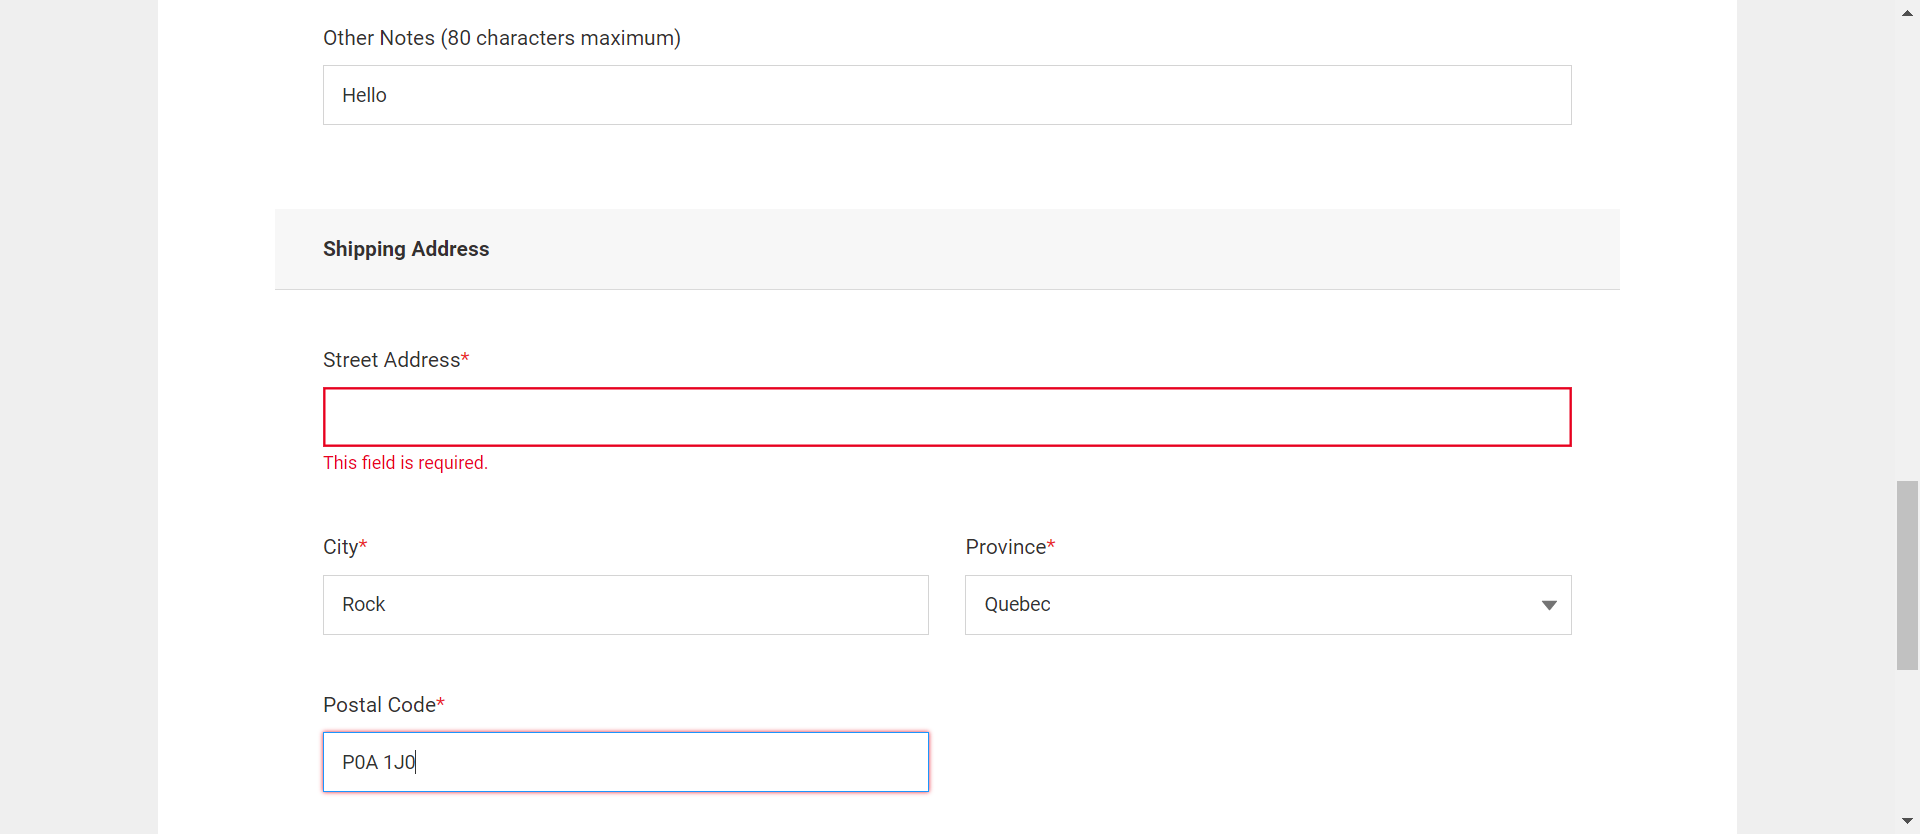 Other Notes (80 characters maximum)
Hello
Shipping Address
Street Address*
This field is required.
City*
Province*
Rock
Quebec
Postal Code*
P0A 1J0